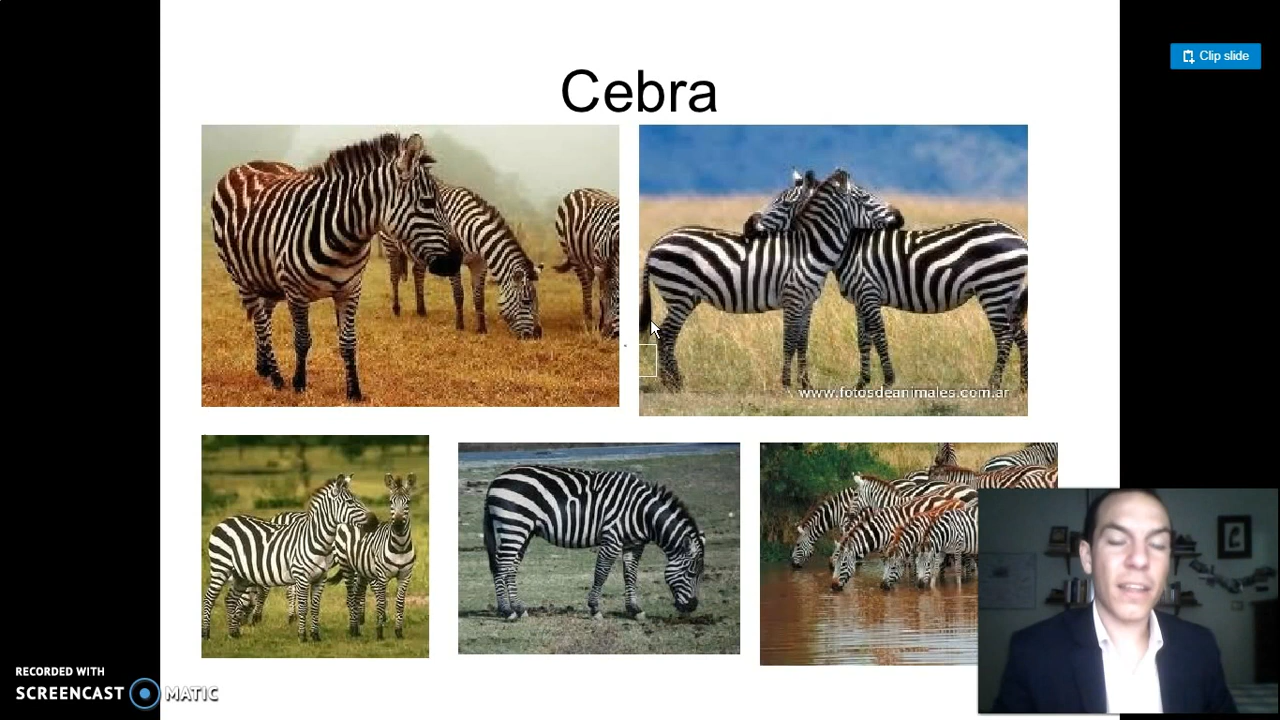 Clip slide
Cebra
www.fotosdeanimales.com.ar
RECORDED WITH
SCREENCAST MATIC